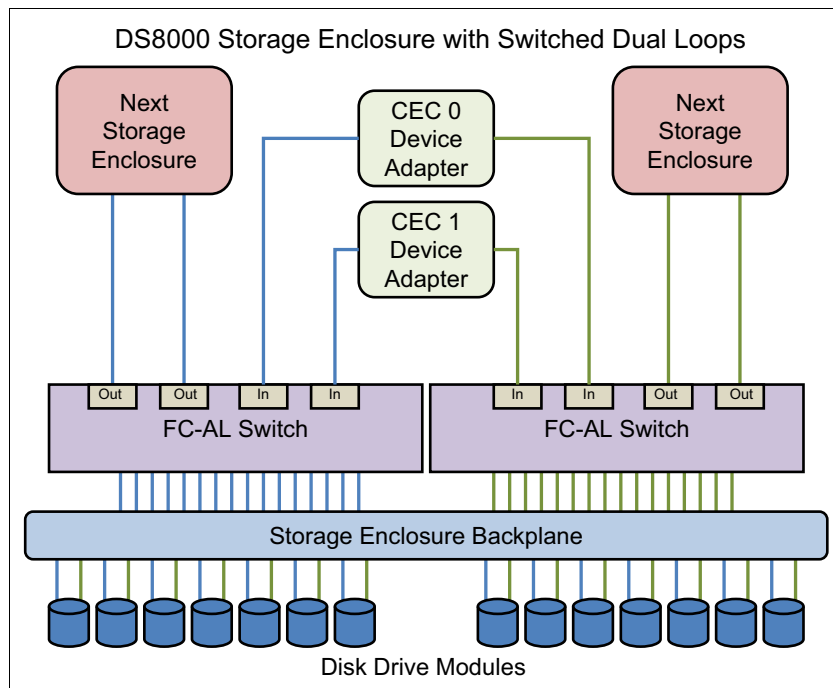 DS8000 Storage Enclosure with Switched Dual Loops
Next
Storage
Enclosure
CEC 0
Device
Adapter
Next
Storage
Enclosure
CEC 1
Device
Adapter
Out
Out
In
In
FC-AL Switch
In
In
Out
Out
FC-AL Switch
Storage Enclosure Backplane
Disk Drive Modules